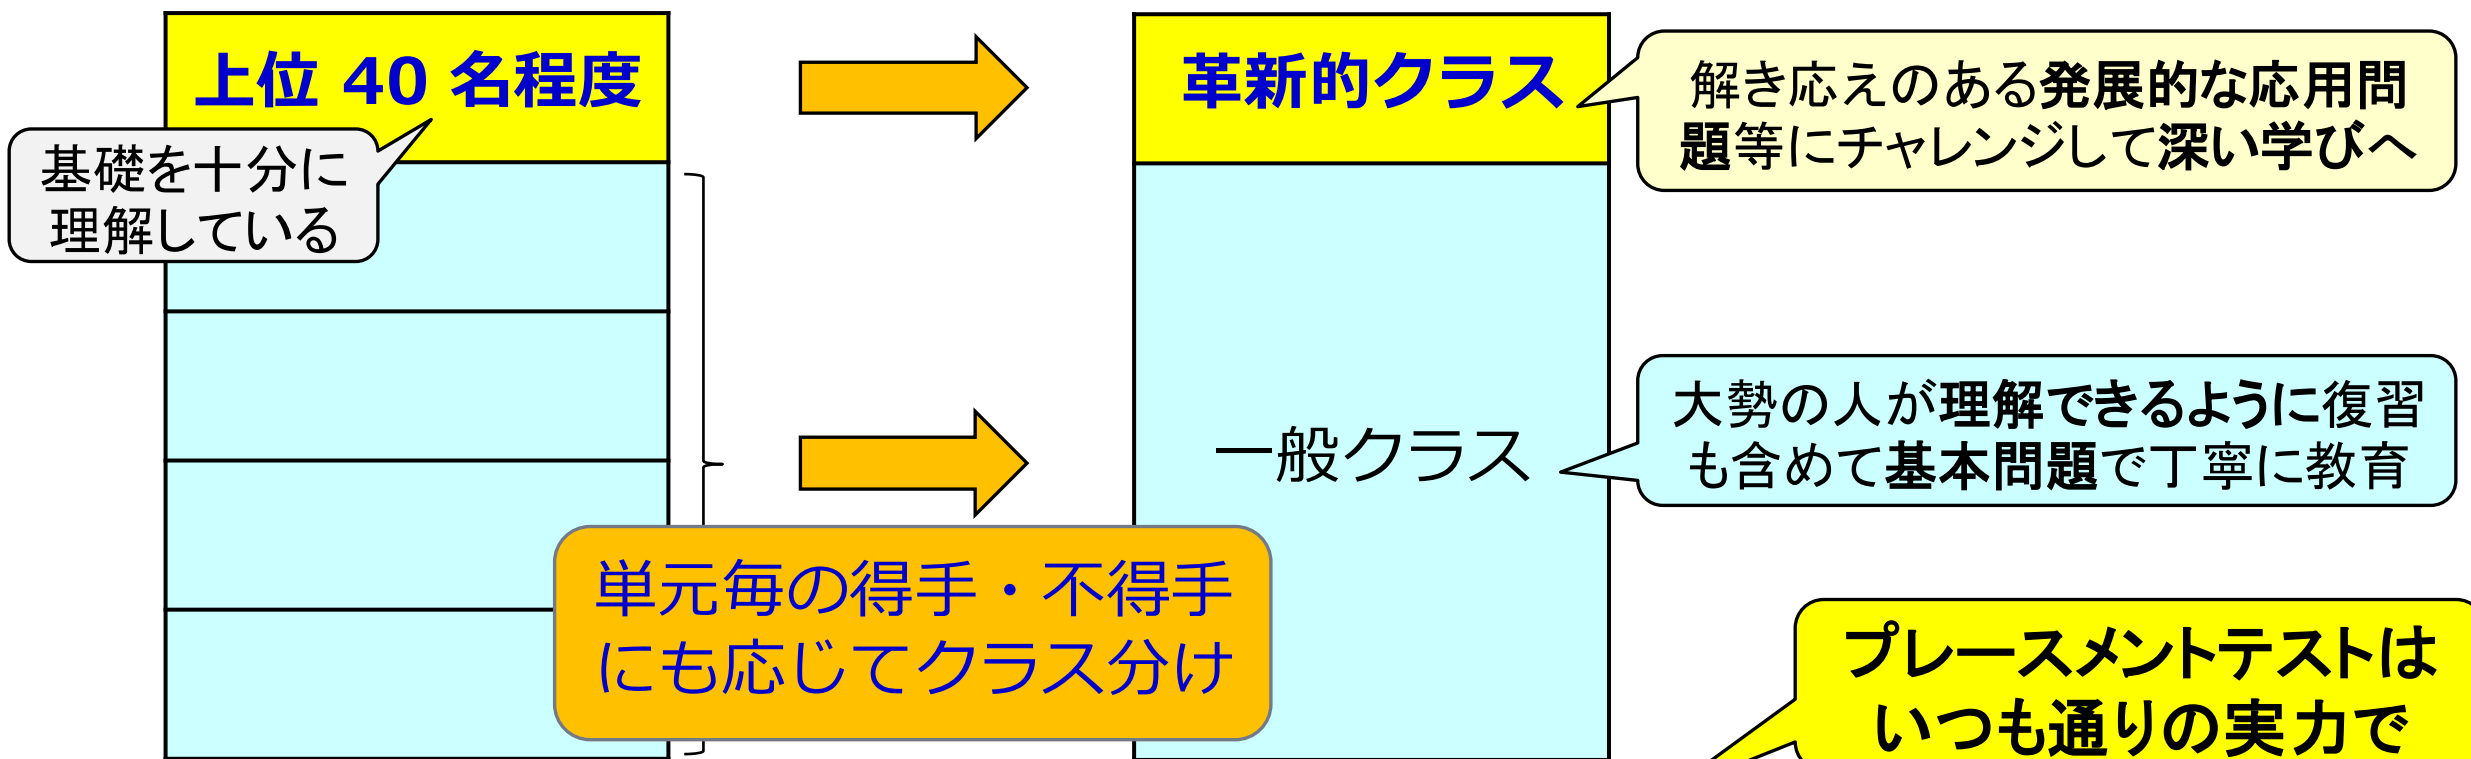 上位 40 名程度
基礎を十分に
理解している
革新的クラス
解き応えのある発展的な応用問
題等にチャレンジして深い学びへ
一般クラス
大勢の人が理解できるように復習
も含めて基本問題で丁寧に教育
単元毎の得手・不得手
にも応じてクラス分け
プレースメントテストは
いつも通りの実力で